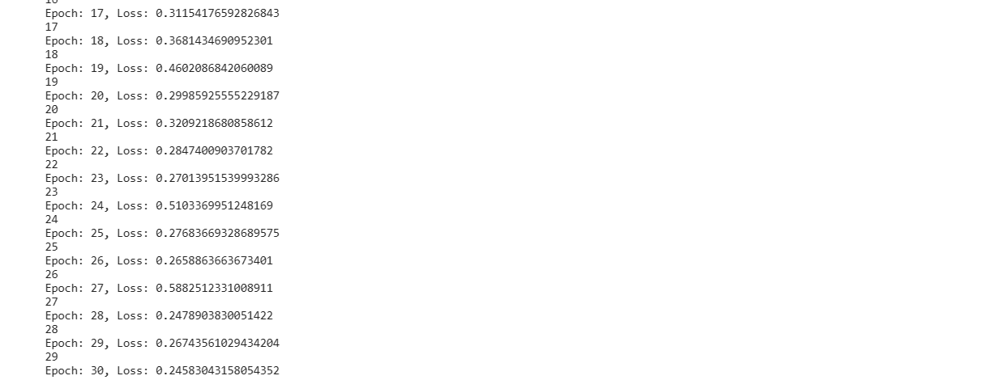 Epoch: 17, Loss: 0.31154176592826843
17
Epoch: 18, Loss: 0.3681434690952301
18
Epoch: 19, Loss: 0.4602086842060089
19
Epoch: 20, Loss: 0.29985925555229187
20
Epoch: 21, Loss: 0.3209218680858612
21
Epoch: 22, Loss: 0.2847400903701782
22
Epoch: 23, Loss: 0.27013951539993286
23
Epoch: 24, Loss: 0.5103369951248169
24
Epoch: 25, Loss: 0.27683669328689575
25
Epoch: 26, Loss: 0.2658863663673401
26
Epoch: 27, Loss: 0.5882512331008911
27
Epoch: 28, Loss: 0.2478903830051422
28
Epoch: 29, Loss: 0.26743561029434204
29
Epoch: 30, Loss: 0.24583043158054352